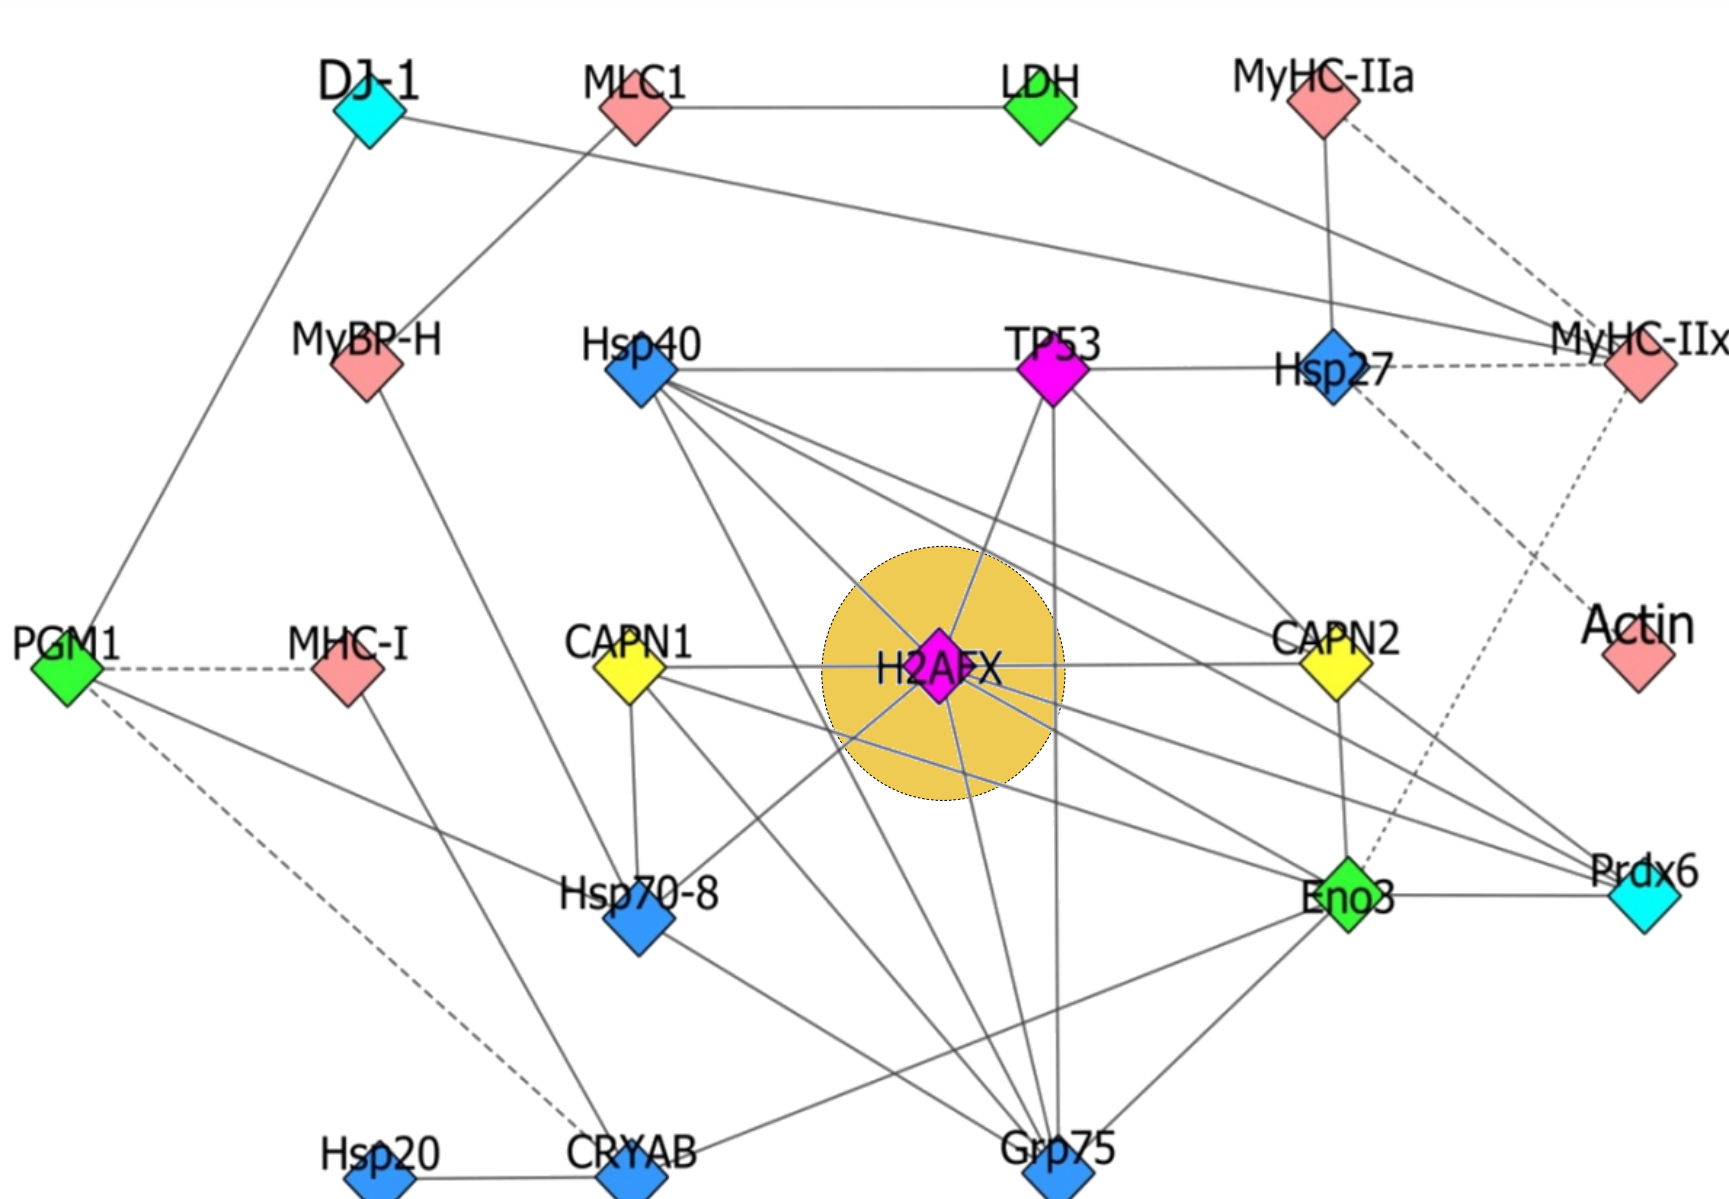 DJ-1
MLC1
LDH
MyHC-IIa
MyBP-H
Hsp40
TP53
Hsp27
MyHC-IIx
PGM1
MHC-I
CAPN1
H2AFX
CAPN2
Actin
Hsp70-8
Eno3
Prdx6
Hsp20
CRYAB
Grp75